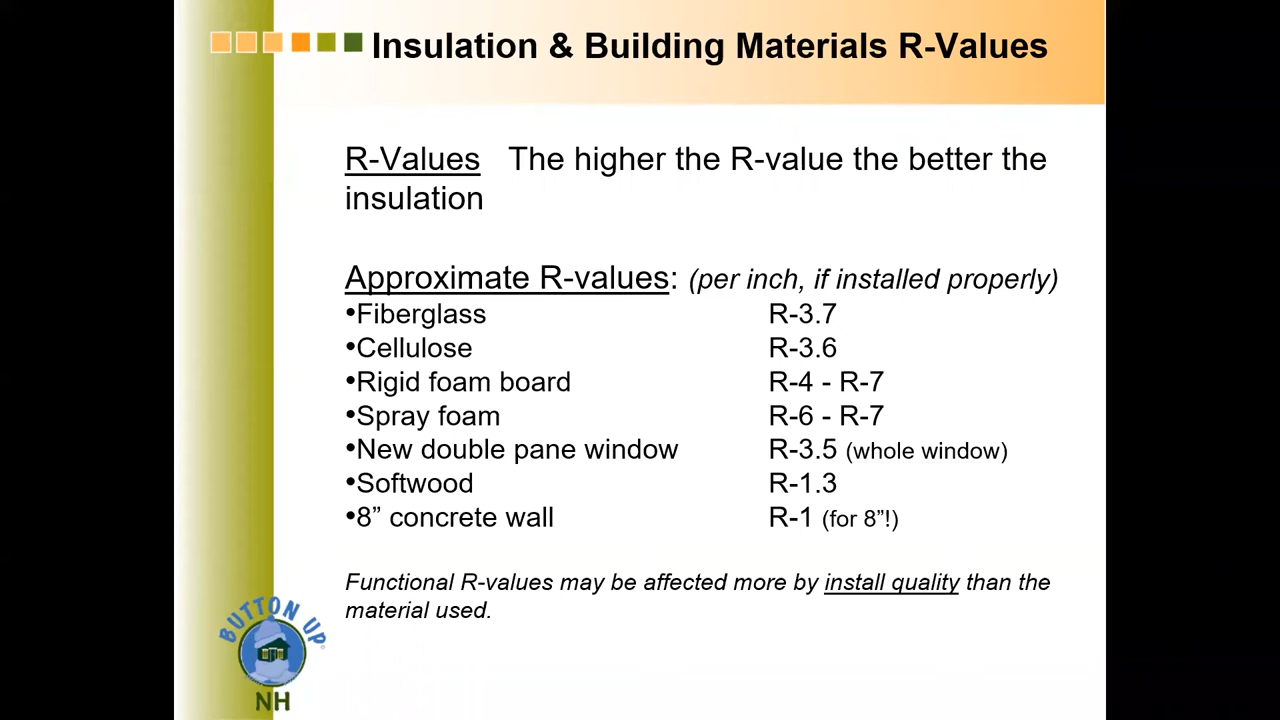 Insulation & Building Materials R-Values
R-Values The higher the R-value the better the
insulation
Approximate R-values: (per inch, if installed properly)
•Fiberglass R-3.7
•Cellulose R-3.6
•Rigid foam board R-4 - R-7
•Spray foam R-6 - R-7
•New double pane window R-3.5 (whole window)
•Softwood R-1.3
•8” concrete wall R-1 (for 8”!)
Functional R-values may be affected more by install quality than the
material used.
BUTTON UP
NH